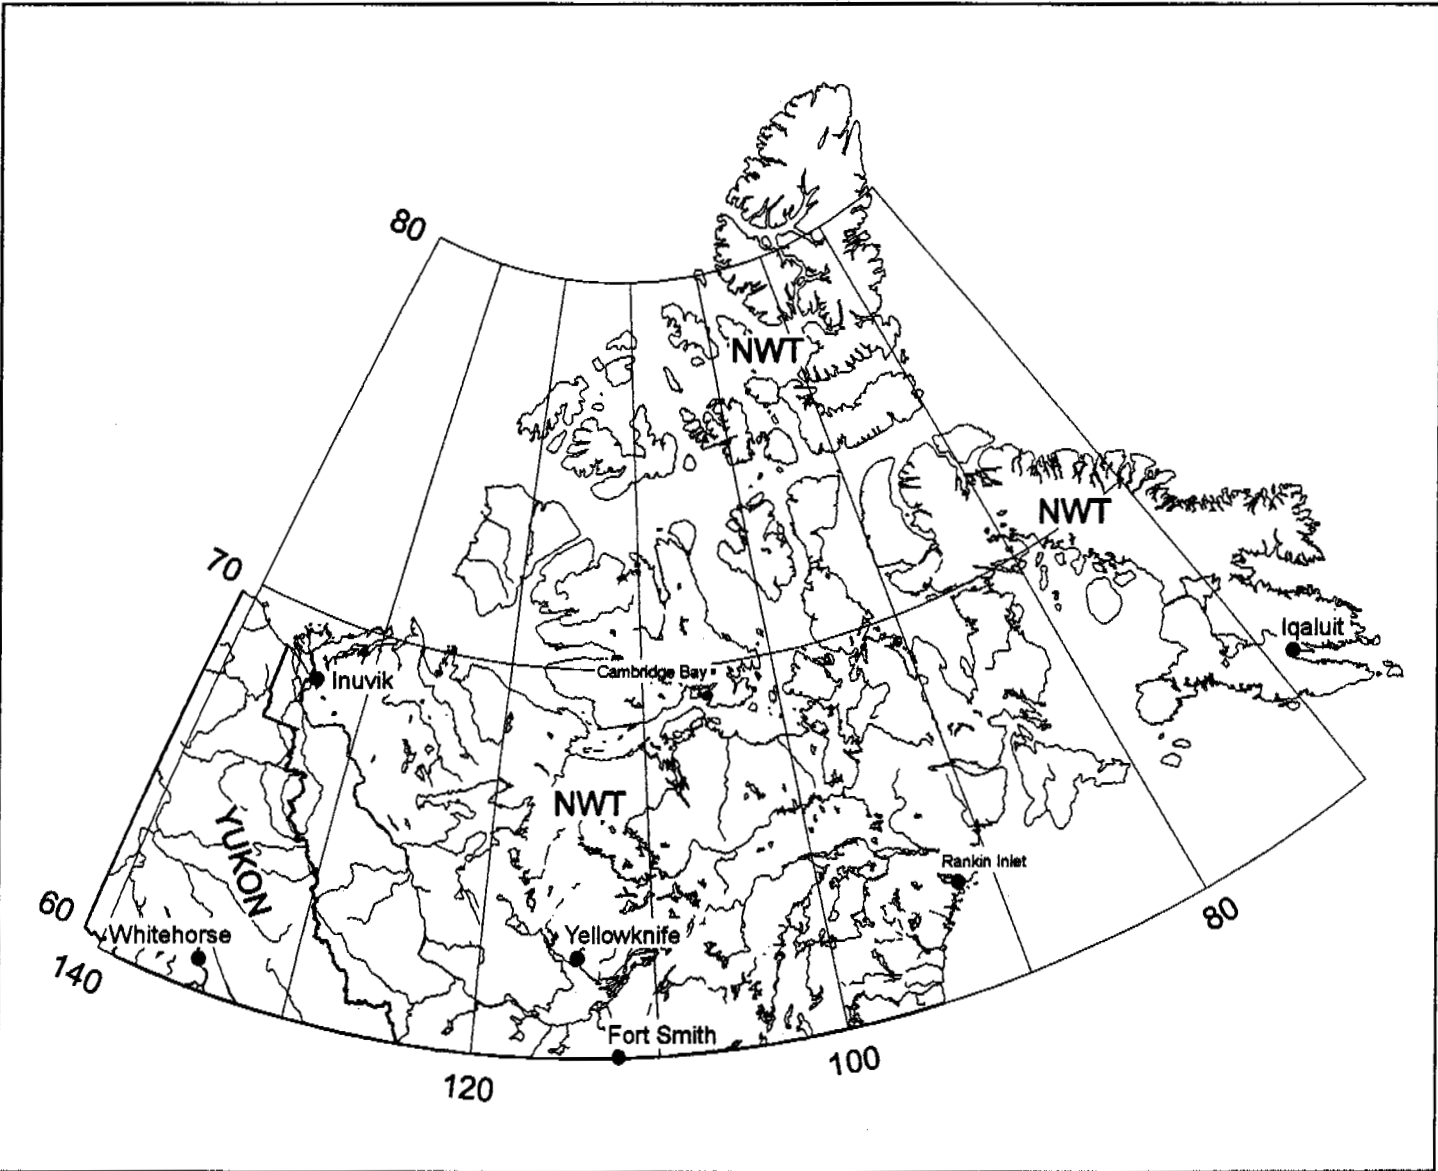 80
NWT
NWT
70
Iqaluit
Cambridge Bay
Inuvik
NWT
YUKON
Rankin Inlet
60
80
Whitehorse
Yellowknife
140
Fort Smith
100
120